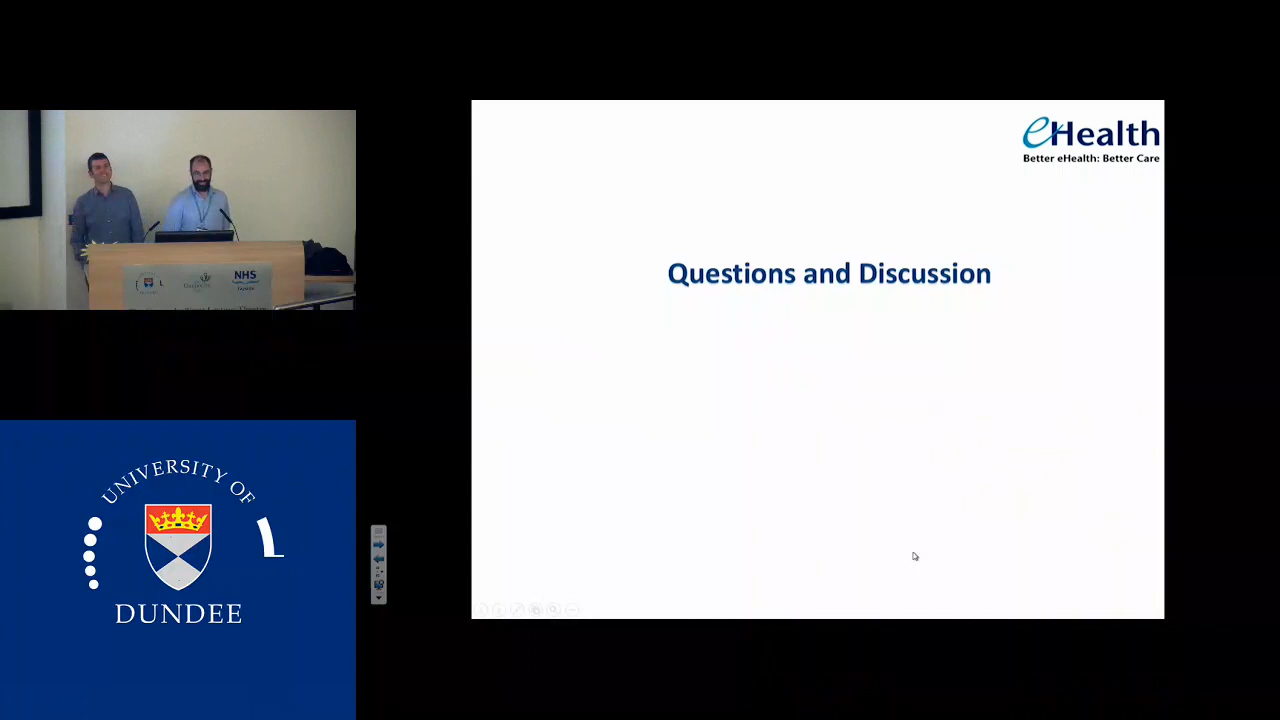 eHealth
Better eHealth: Better Care
Questions and Discussion
NHS
UNIVERSITY OF
DUNDEE